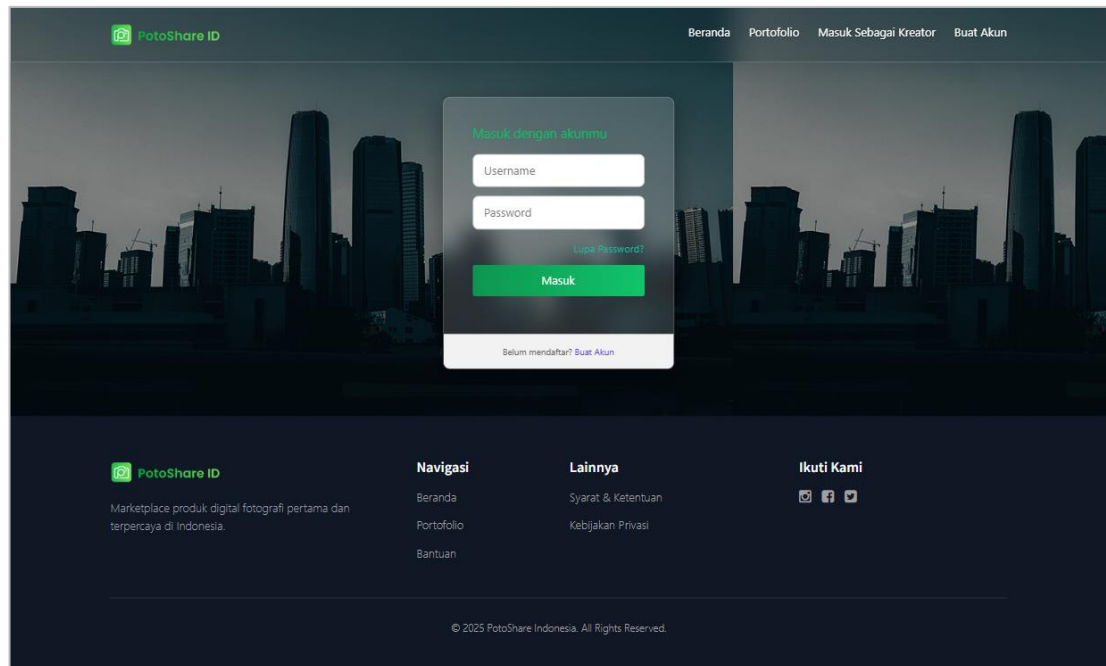 PotoShare ID
Beranda Portofolio Masuk Sebagai Kreator Buat Akun
Masuk dengan akunmu
Username
Password
Lupa Password?
Masuk
Belum mendaftar? Buat Akun
PotoShare ID
Marketplace produk digital fotografi pertama dan
terpercaya di Indonesia.
Navigasi
Beranda
Portofolio
Bantuan
Lainnya
Syarat & Ketentuan
Kebijakan Privasi
Ikuti Kami
© 2025 PotoShare Indonesia. All Rights Reserved.